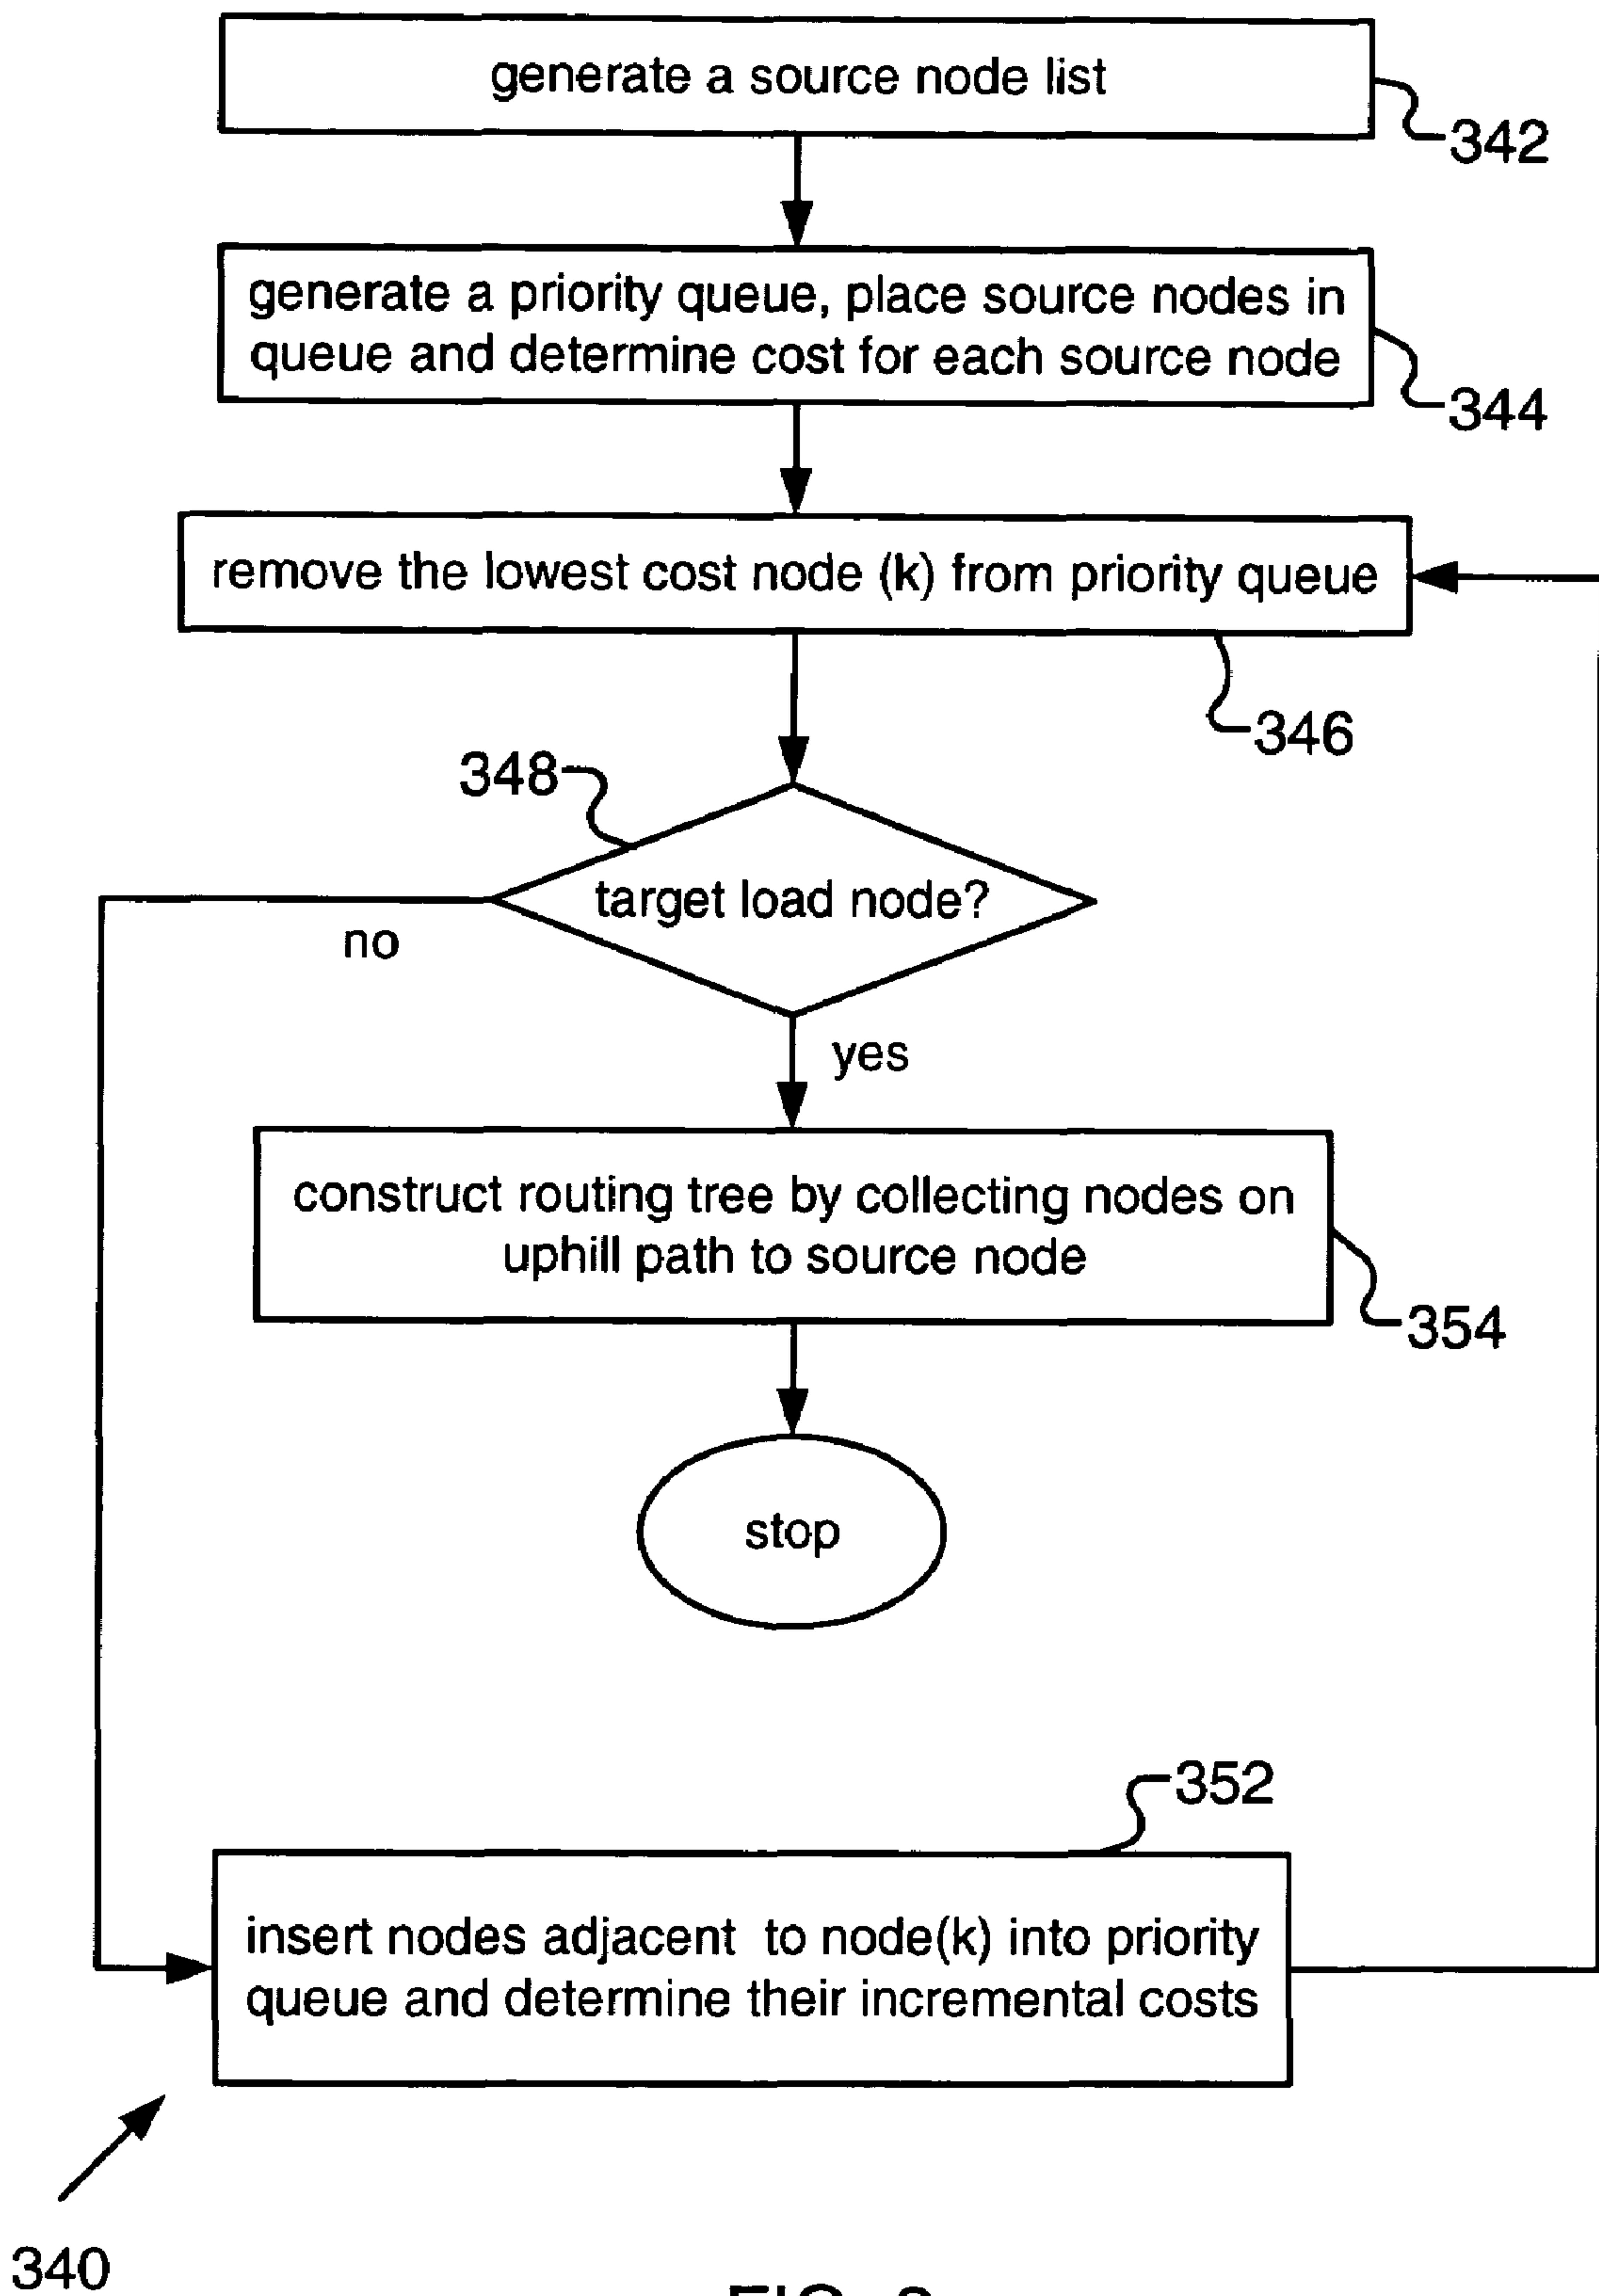 generate a source node list
342
generate a priority queue, place source nodes in
queue and determine cost for each source node
344
remove the lowest cost node (k) from priority queue
346
348
target load node?
no
yes
construct routing tree by collecting nodes on
uphill path to source node
354
stop
352
insert nodes adjacent to node(k) into priority
queue and determine their incremental costs
340
FIG.